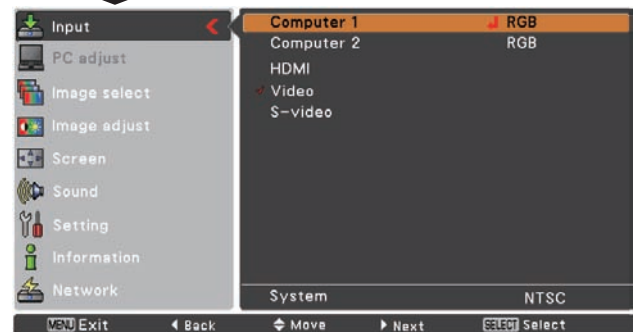 Input
PC adjust
Image select
Image adjust
Screen
Sound
Setting
Information
Network
Computer 1 RGB
Computer 2 RGB
HDMI
Video
S-video
System NTSC
MENU Exit Back Move Next SELECT Select